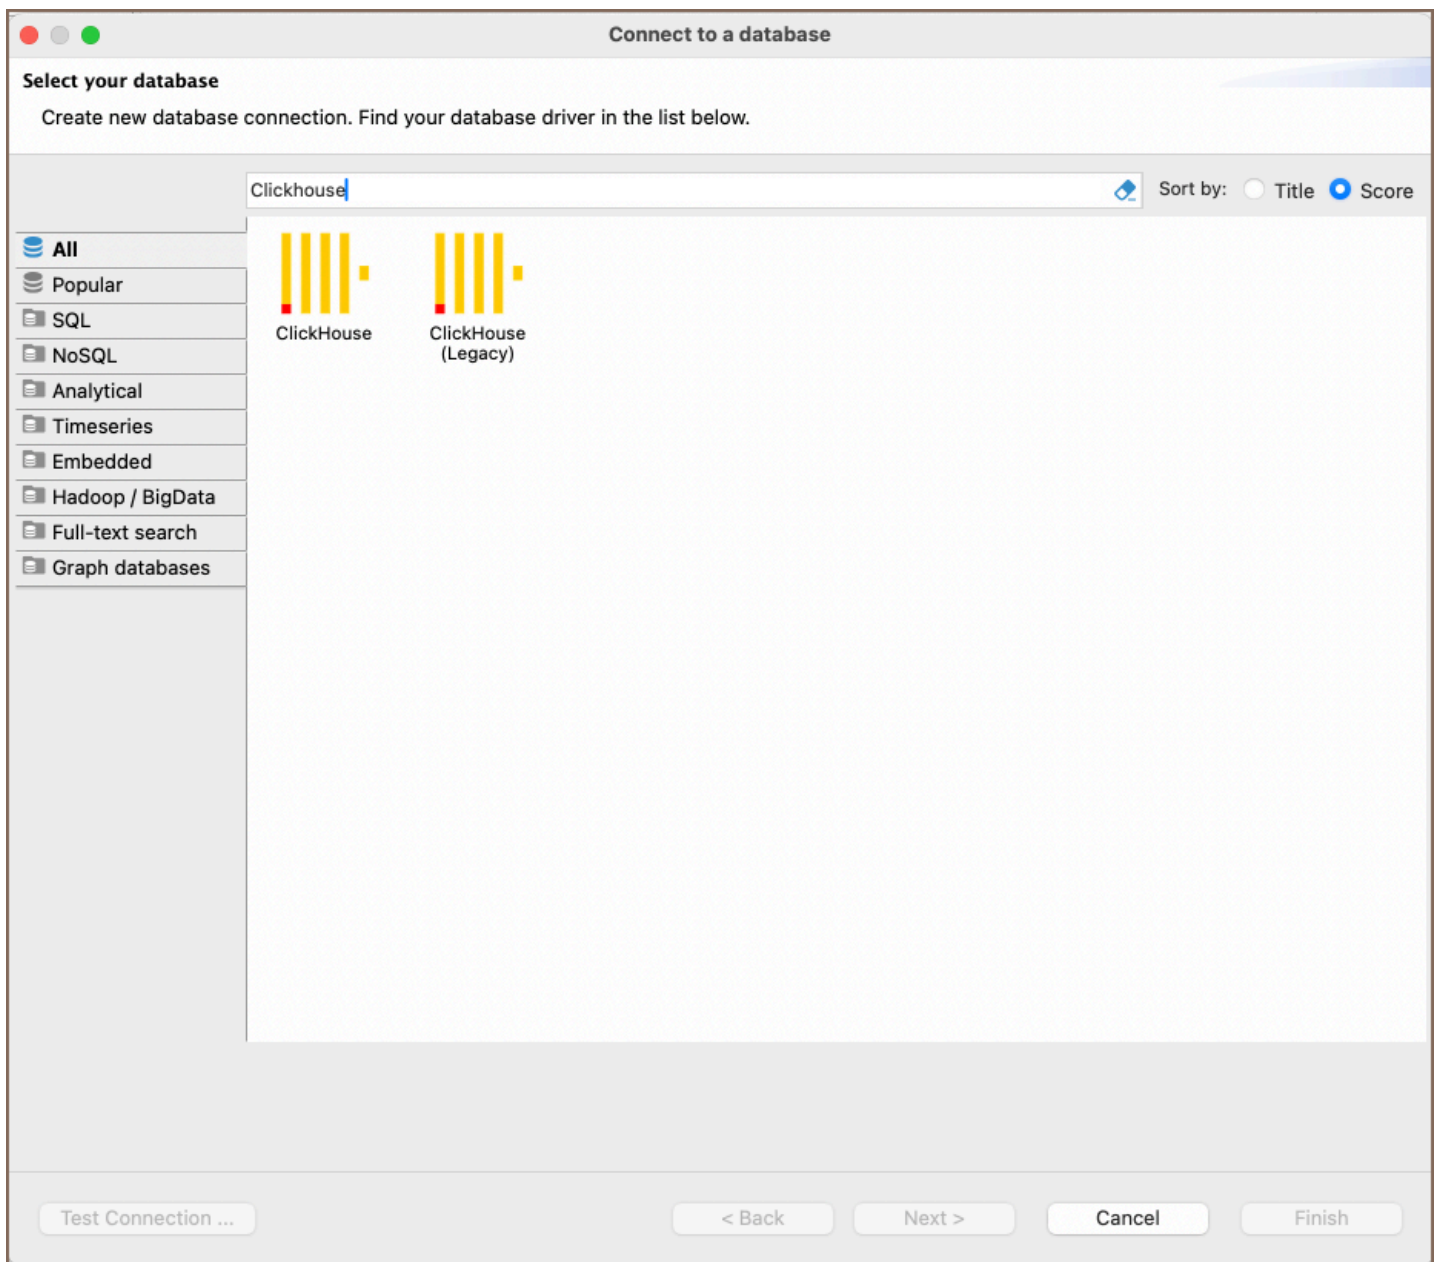 Connect to a database
Select your database
Create new database connection. Find your database driver in the list below.
Clickhouse
Sort by: Title Score
All
Popular
SQL
NoSQL
Analytical
Timeseries
Embedded
Hadoop / BigData
Full-text search
Graph databases
ClickHouse
ClickHouse
(Legacy)
Test Connection ...
< Back
Next >
Cancel
Finish